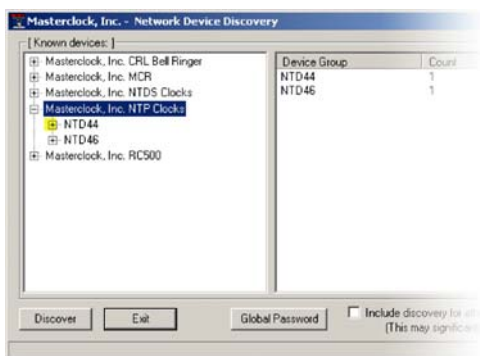 Masterclock, Inc. - Network Device Discovery
[ Known devices: ]
Masterclock, Inc. CRL Bell Ringer
Masterclock, Inc. MCR
Masterclock, Inc. NTDS Clocks
Masterclock, Inc. NTP Clocks
NTD44
NTD46
Masterclock, Inc. RC500
Device Group Count
NTD44 1
NTD46 1
Discover Exit Global Password Include discovery for
(This may